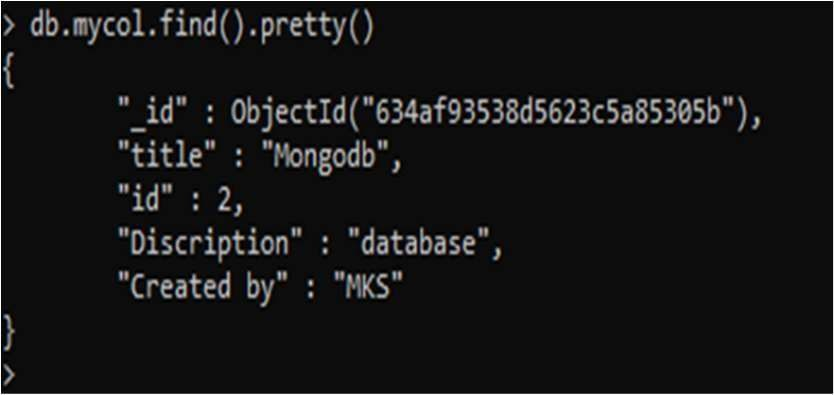 > db.mycol.find().pretty()
{
"_id" : ObjectId("634af93538d5623c5a85305b"),
"title" : "Mongodb",
"id" : 2,
"Discription" : "database",
"Created by" : "MKS"
}
>